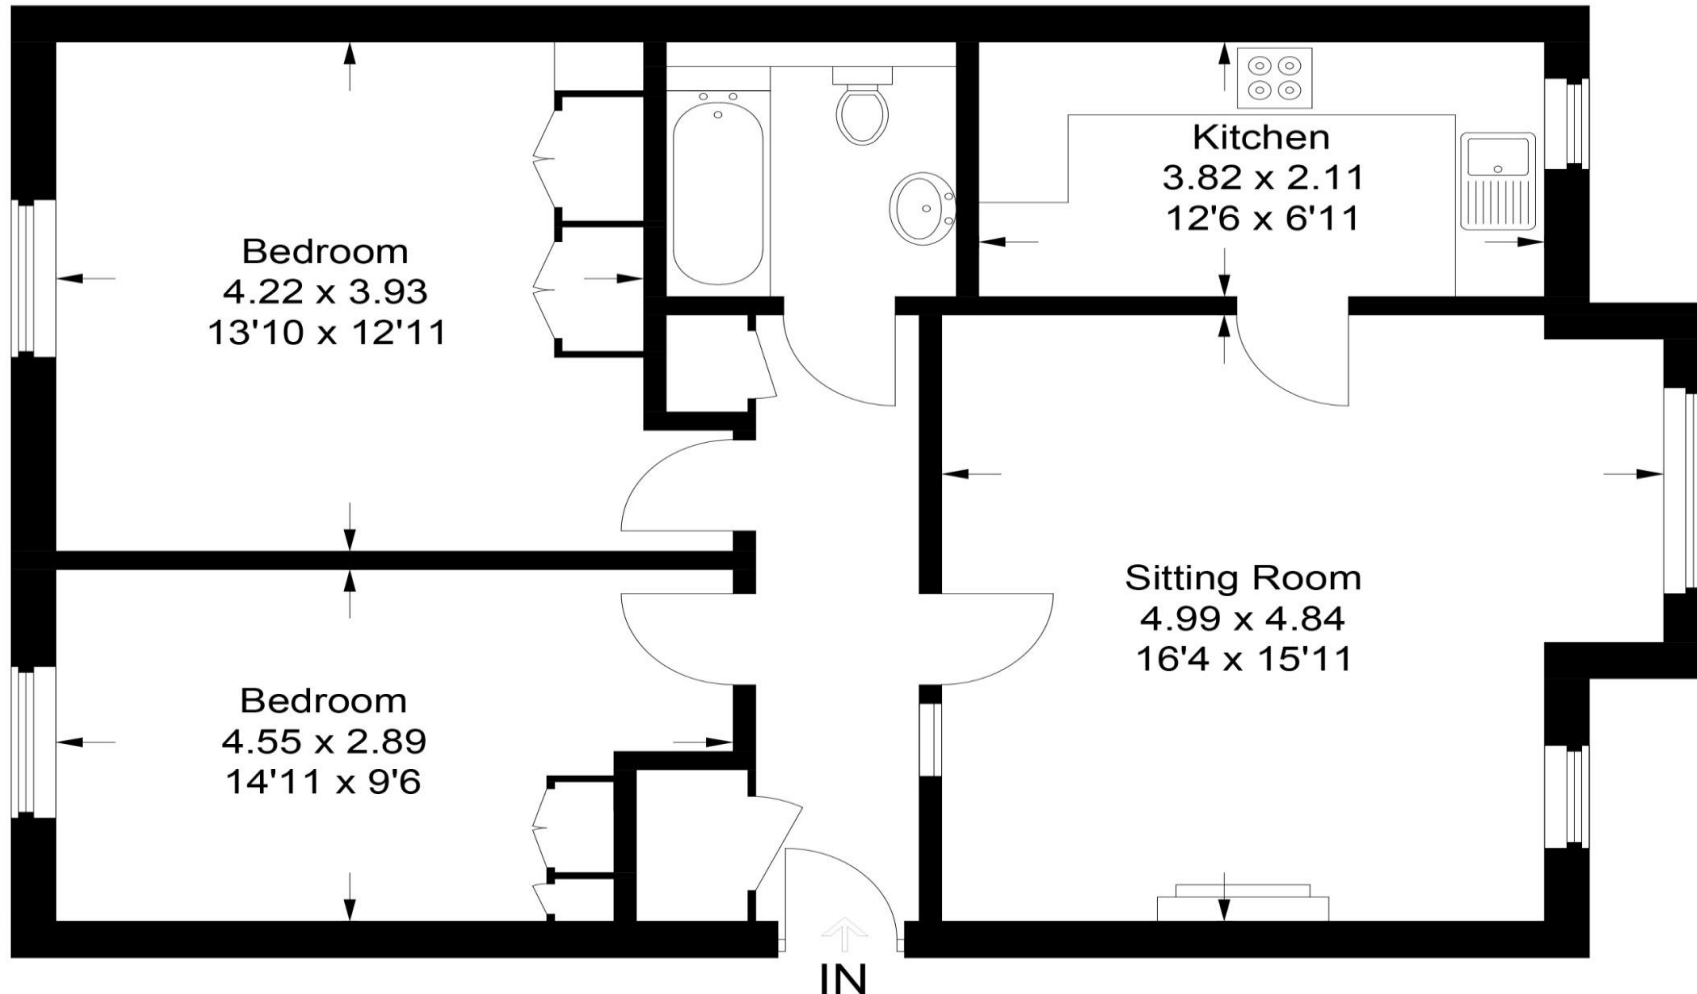 Bedroom
4.22 x 3.93
13'10 x 12'11
Kitchen
3.82 x 2.11
12'6 x 6'11
Sitting Room
4.99 x 4.84
16'4 x 15'11
Bedroom
4.55 x 2.89
14'11 x 9'6
IN